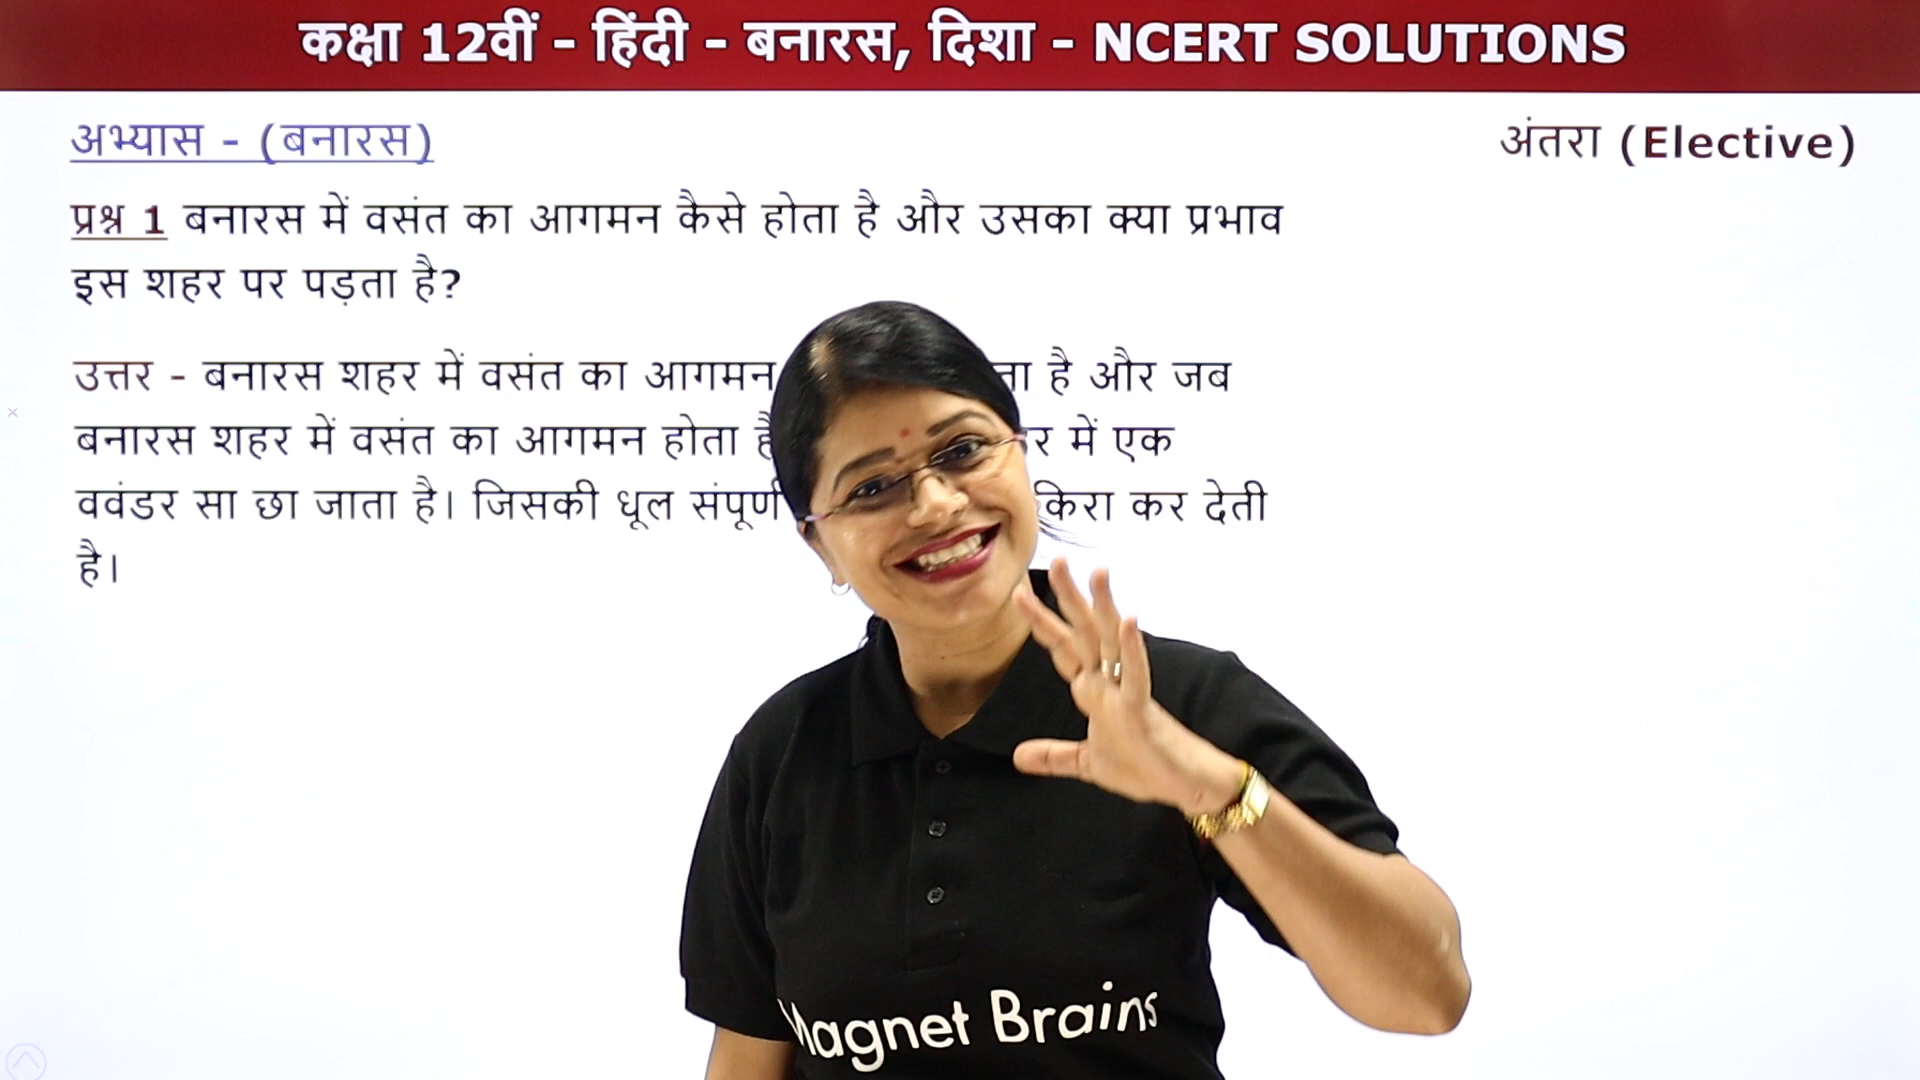 कक्षा 12वीं - हिंदी - बनारस, दिशा - NCERT SOLUTIONS
अभ्यास - (बनारस)
अंतरा (Elective)
प्रश्न 1 बनारस में वसंत का आगमन कैसे होता है और उसका क्या प्रभाव
इस शहर पर पड़ता है?
उत्तर - बनारस शहर में वसंत का आगमन है और जब
बनारस शहर में वसंत का आगमन होता में एक
ववंडर सा छा जाता है। जिसकी धूल संपूर्ण कर देती
है।
Magnet Brains